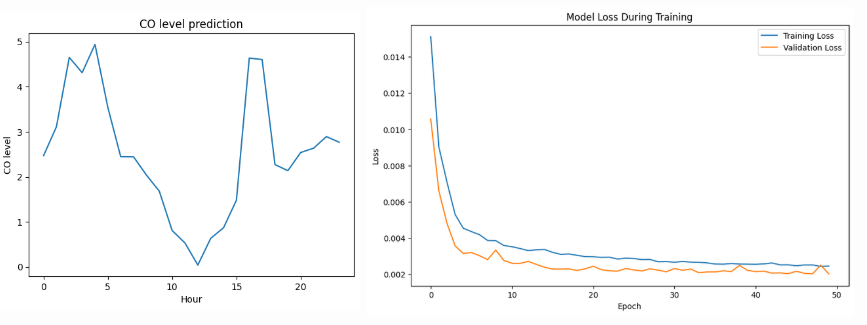 CO level prediction
5
4
3
2
1
0
CO level
0 5 10 15 20
Hour
Model Loss During Training
Training Loss
Validation Loss
0.014
0.012
0.010
0.008
0.006
0.004
0.002
Loss
0 10 20 30 40 50
Epoch